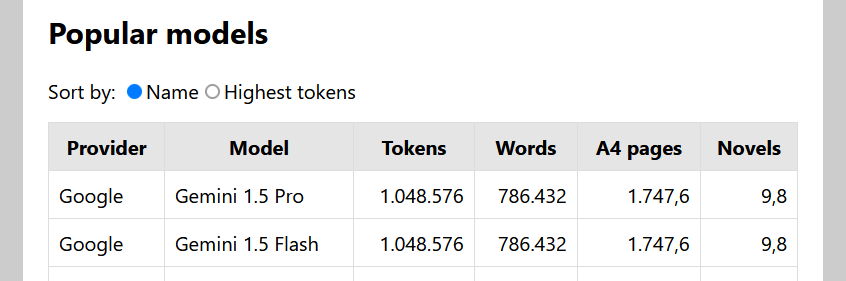 Popular models
Sort by: Name Highest tokens
Provider Model Tokens Words A4 pages Novels
Google Gemini 1.5 Pro 1.048.576 786.432 1.747,6 9,8
Google Gemini 1.5 Flash 1.048.576 786.432 1.747,6 9,8